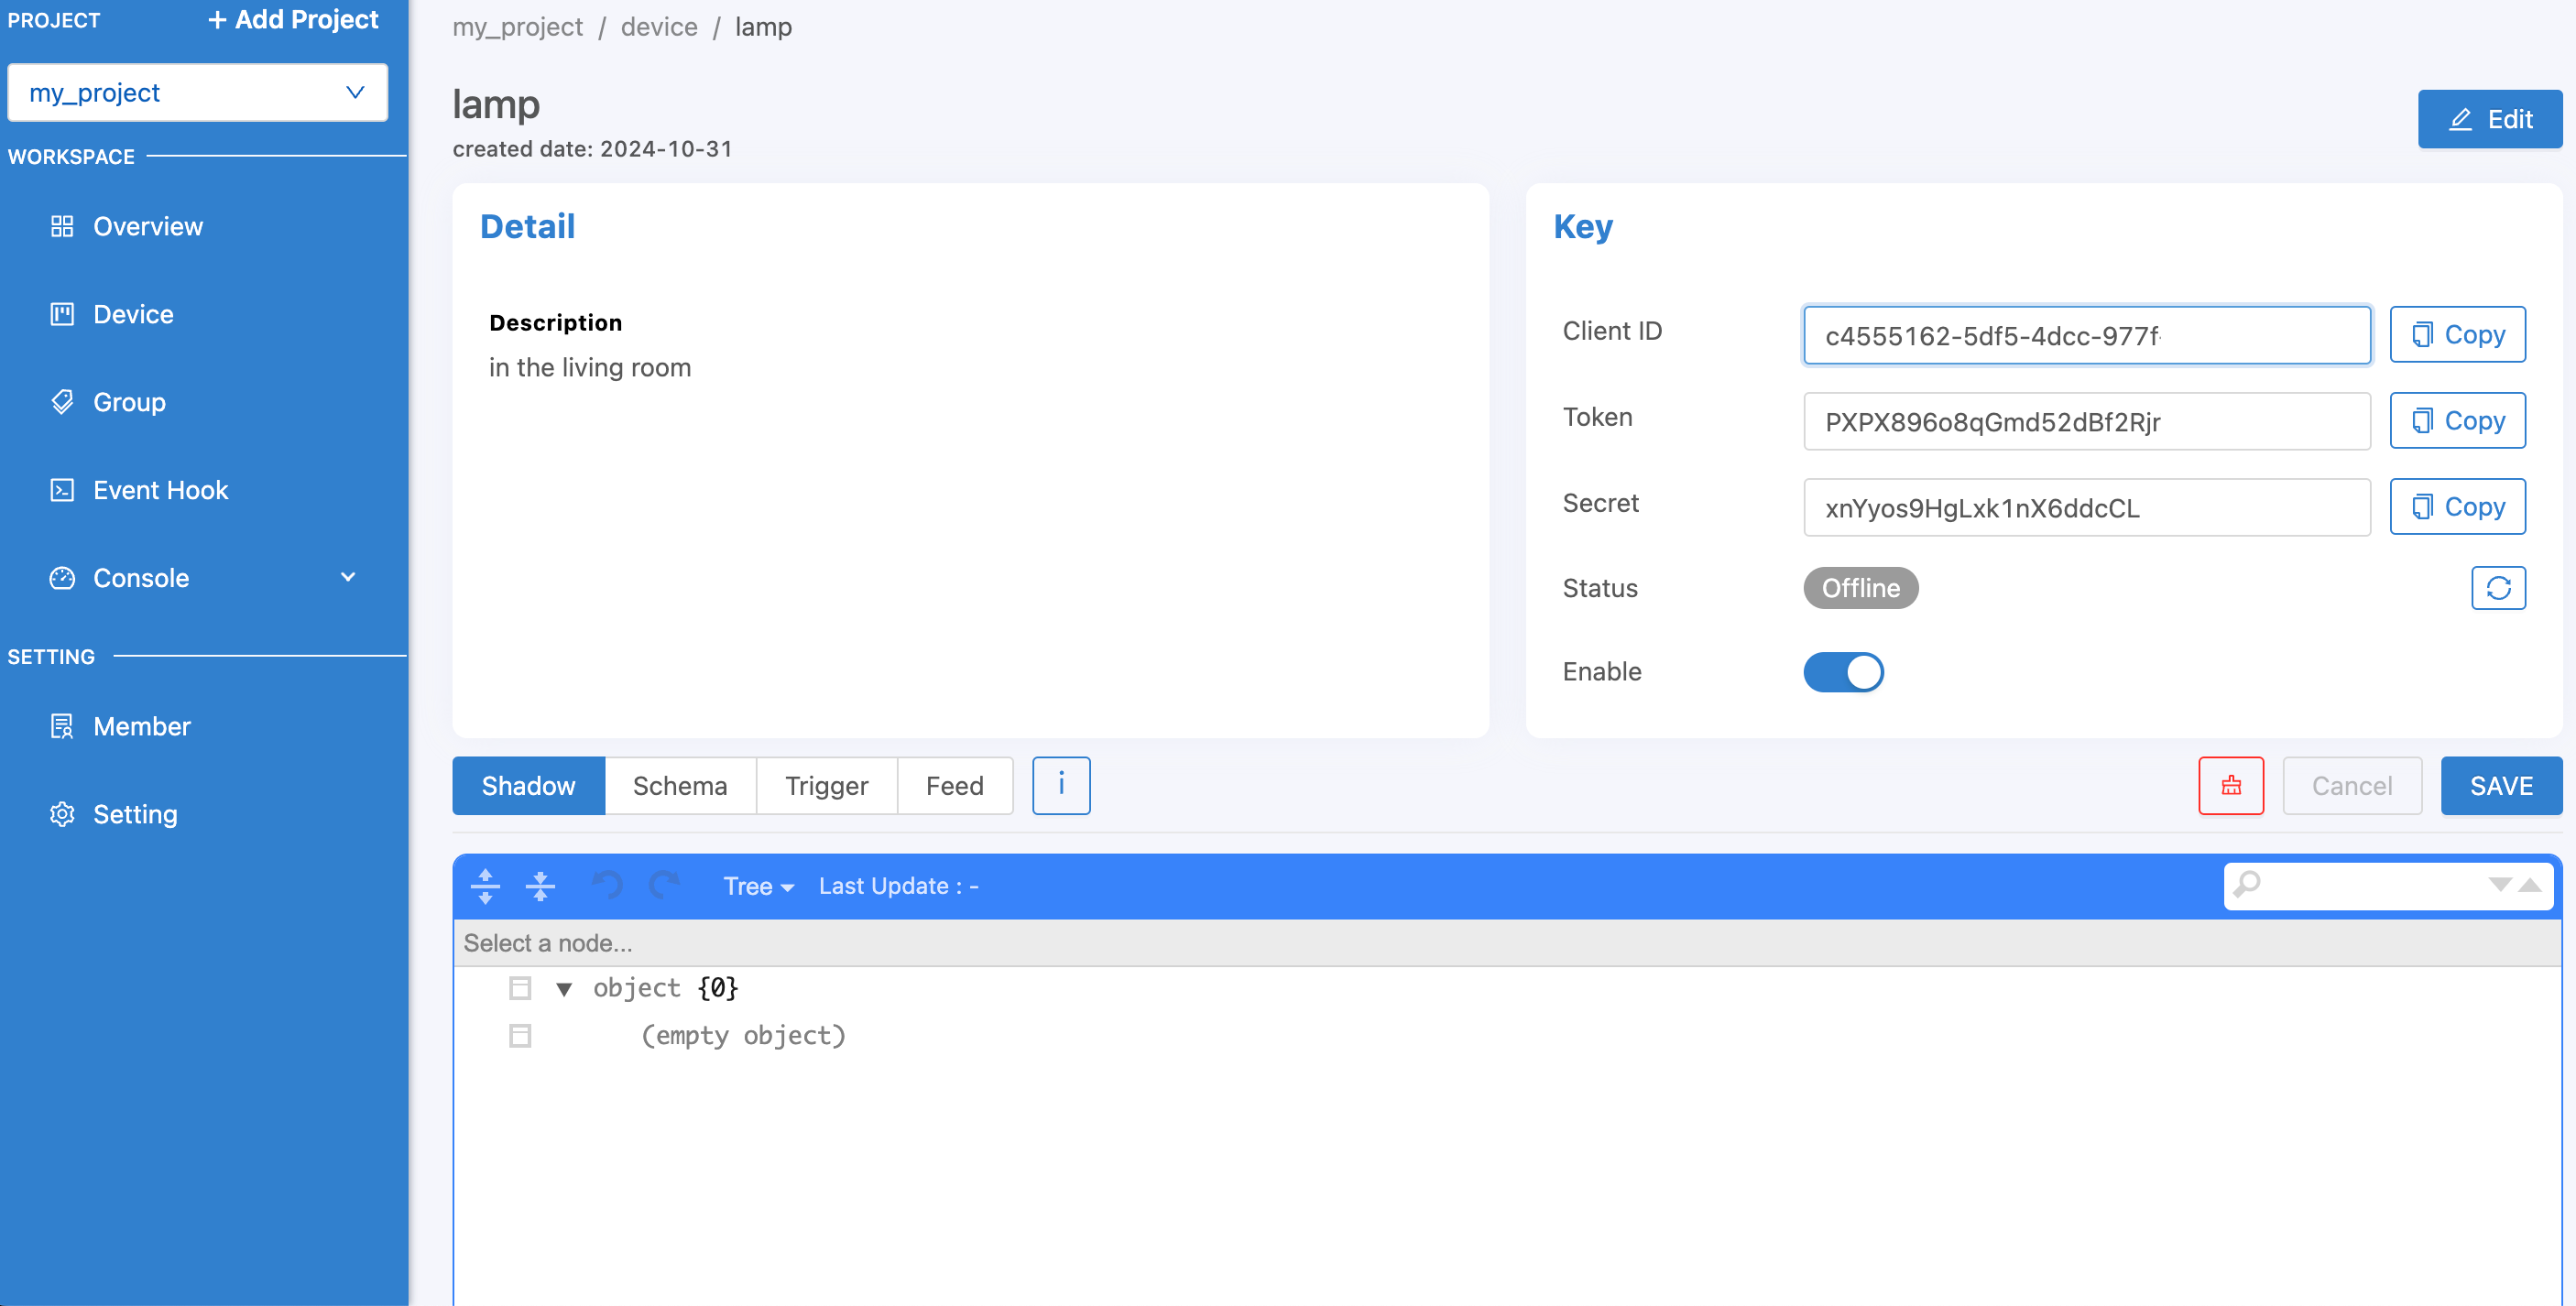 PROJECT
+ Add Project
my_project
WORKSPACE
Overview
Device
Group
Event Hook
Console
SETTING
Member
Setting
my_project / device / lamp
lamp
created date: 2024-10-31
Edit
Detail
Description
in the living room
Key
Client ID
c4555162-5df5-4dcc-977f-
Copy
Token
PXPX896o8qGmd52dBf2Rjr
Copy
Secret
xnYyos9HgLxk1nX6ddcCL
Copy
Status
Offline
Enable
Shadow
Schema
Trigger
Feed
i
Cancel
SAVE
Tree
Last Update : -
Select a node...
object {0}
(empty object)